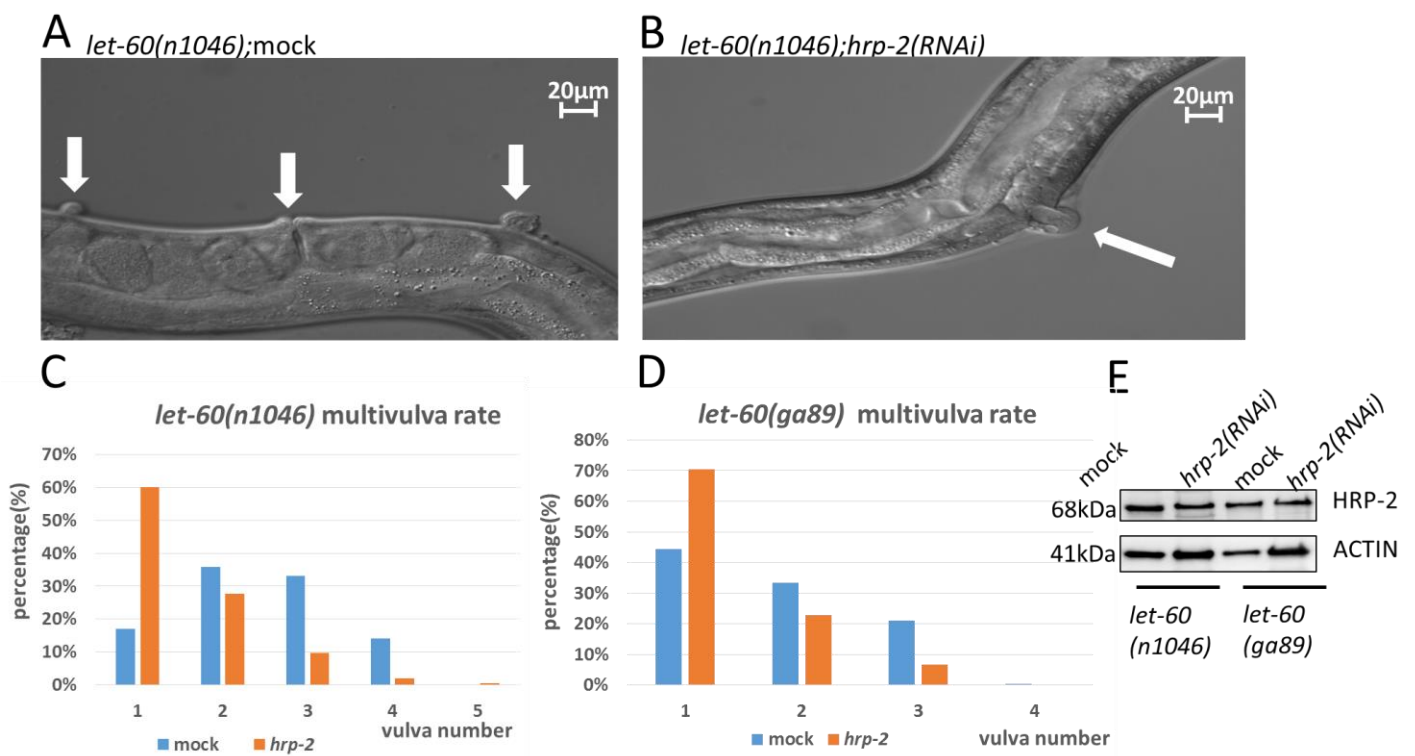 A let-60(n1046);mock
20µm
B let-60(n1046);hrp-2(RNAi)
20µm
C
let-60(n1046) multivulva rate
70%
60%
50%
40%
30%
20%
10%
0%
percentage(%)
1 2 3 4 5
vulva number
mock hrp-2
D
let-60(ga89) multivulva rate
80%
70%
60%
50%
40%
30%
20%
10%
0%
percentage(%)
1 2 3 4
mock hrp-2 vulva number
E
mock hrp-2(RNAi) mock hrp-2(RNAi)
68kDa HRP-2
41kDa ACTIN
let-60 let-60
(n1046) (ga89)